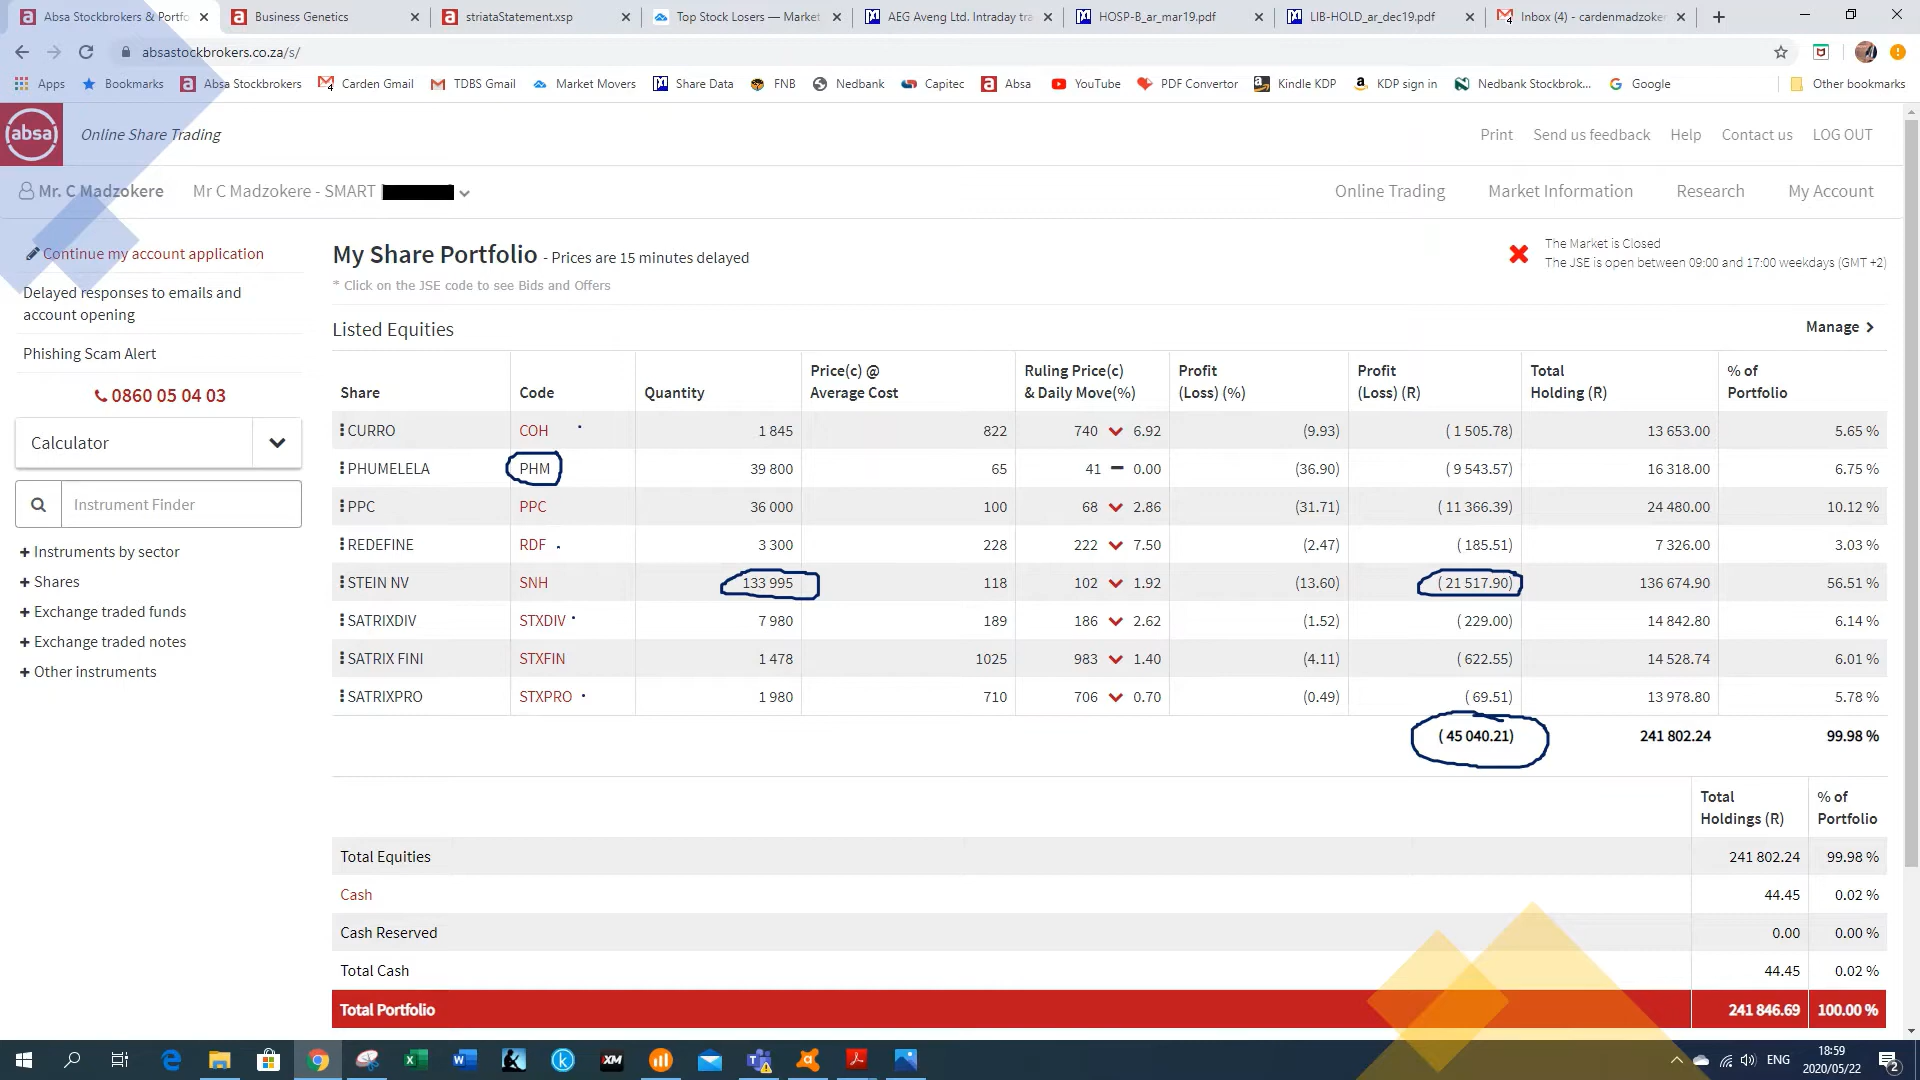 Absa Stockbrokers & Portfo
Business Genetics
striataStatement.xsp
Top Stock Losers — Market
AEG Aveng Ltd. Intraday tra
HOSP-B_ar_mar19.pdf
LIB-HOLD_ar_dec19.pdf
Inbox (4) - cardenmadzoker
absastockbrokers.co.za/s/
Apps Bookmarks Absa Stockbrokers Carden Gmail TDBS Gmail Market Movers Share Data FNB Nedbank Capitec Absa YouTube PDF Convertor Kindle KDP KDP sign in Nedbank Stockbrok... Google Other bookmarks
absa Online Share Trading
Print Send us feedback Help Contact us LOG OUT
Mr. C Madzokere Mr C Madzokere - SMART
Online Trading Market Information Research My Account
Continue my account application
Delayed responses to emails and
account opening
Phishing Scam Alert
0860 05 04 03
Calculator
Instrument Finder
+ Instruments by sector
+ Shares
+ Exchange traded funds
+ Exchange traded notes
+ Other instruments
My Share Portfolio - Prices are 15 minutes delayed
* Click on the JSE code to see Bids and Offers
The Market is Closed
The JSE is open between 09:00 and 17:00 weekdays (GMT +2)
Listed Equities
Manage
Share Code Quantity Price(c) @ Average Cost Ruling Price(c) & Daily Move(%) Profit (Loss) (%) Profit (Loss) (R) Total Holding (R) % of Portfolio
CURRO COH 1 845 822 740 6.92 (9.93) ( 1 505.78) 13 653.00 5.65 %
PHUMELELA PHM 39 800 65 41 0.00 (36.90) ( 9 543.57) 16 318.00 6.75 %
PPC PPC 36 000 100 68 2.86 (31.71) ( 11 366.39) 24 480.00 10.12 %
REDEFINE RDF 3 300 228 222 7.50 (2.47) ( 185.51) 7 326.00 3.03 %
STEIN NV SNH 133 995 118 102 1.92 (13.60) ( 21 517.90) 136 674.90 56.51 %
SATRIXDIV STXDIV 7 980 189 186 2.62 (1.52) ( 229.00) 14 842.80 6.14 %
SATRIX FINI STXFIN 1 478 1025 983 1.40 (4.11) ( 622.55) 14 528.74 6.01 %
SATRIXPRO STXPRO 1 980 710 706 0.70 (0.49) ( 69.51) 13 978.80 5.78 %
( 45 040.21) 241 802.24 99.98 %
Total Holdings (R) % of Portfolio
Total Equities 241 802.24 99.98 %
Cash 44.45 0.02 %
Cash Reserved 0.00 0.00 %
Total Cash 44.45 0.02 %
Total Portfolio 241 846.69 100.00 %
ENG
18:59
2020/05/22
2